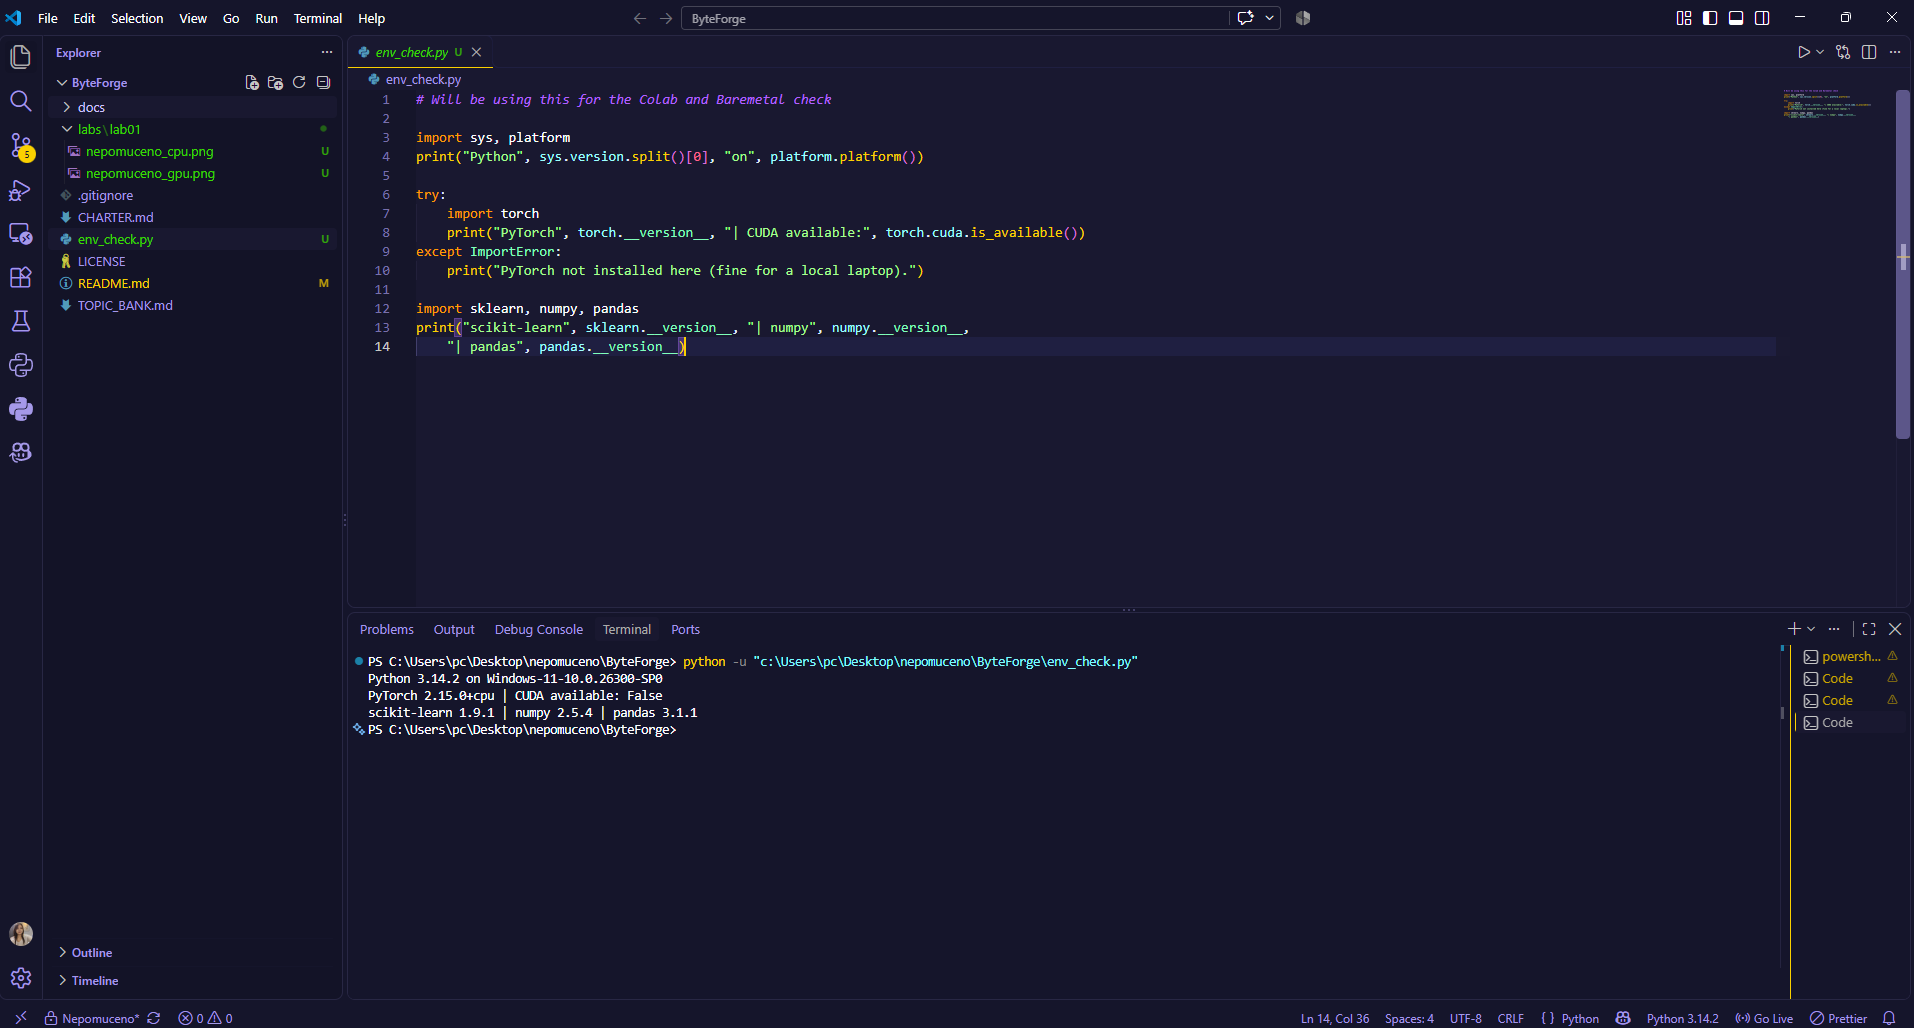 File Edit Selection View Go Run Terminal Help
ByteForge
Explorer
ByteForge
docs
labs\lab01
nepomuceno_cpu.png U
nepomuceno_gpu.png U
.gitignore
CHARTER.md
env_check.py U
LICENSE
README.md M
TOPIC_BANK.md
5
Outline
Timeline
env_check.py U
env_check.py
1 # Will be using this for the Colab and Baremetal check
2
3 import sys, platform
4 print("Python", sys.version.split()[0], "on", platform.platform())
5
6 try:
7     import torch
8     print("PyTorch", torch.__version__, "| CUDA available:", torch.cuda.is_available())
9 except ImportError:
10     print("PyTorch not installed here (fine for a local laptop).")
11
12 import sklearn, numpy, pandas
13 print("scikit-learn", sklearn.__version__, "| numpy", numpy.__version__,
14     "| pandas", pandas.__version__)
Problems Output Debug Console Terminal Ports
PS C:\Users\pc\Desktop\nepomuceno\ByteForge> python -u "c:\Users\pc\Desktop\nepomuceno\ByteForge\env_check.py"
Python 3.14.2 on Windows-11-10.0.26300-SP0
PyTorch 2.15.0+cpu | CUDA available: False
scikit-learn 1.9.1 | numpy 2.5.4 | pandas 3.1.1
PS C:\Users\pc\Desktop\nepomuceno\ByteForge>
powersh...
Code
Code
Code
Nepomuceno* 0 0
Ln 14, Col 36 Spaces: 4 UTF-8 CRLF { } Python Python 3.14.2 Go Live Prettier